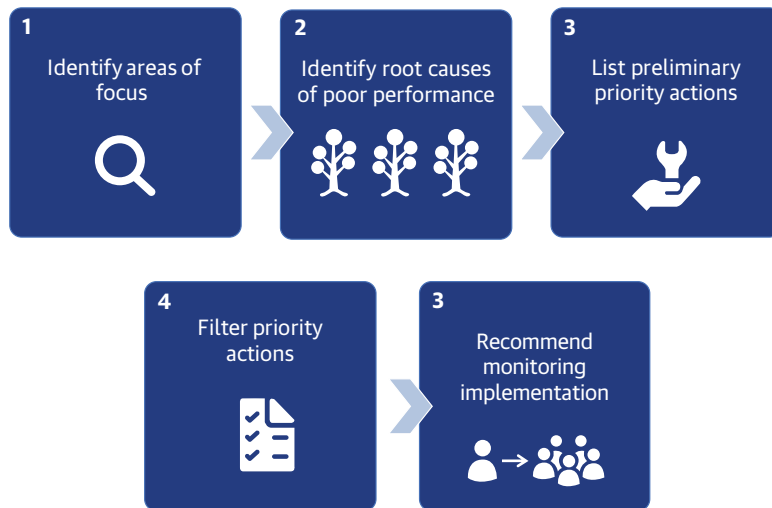 1
Identify areas of
focus
2
Identify root causes
of poor performance
3
List preliminary
priority actions
4
Filter priority
actions
3
Recommend
monitoring
implementation